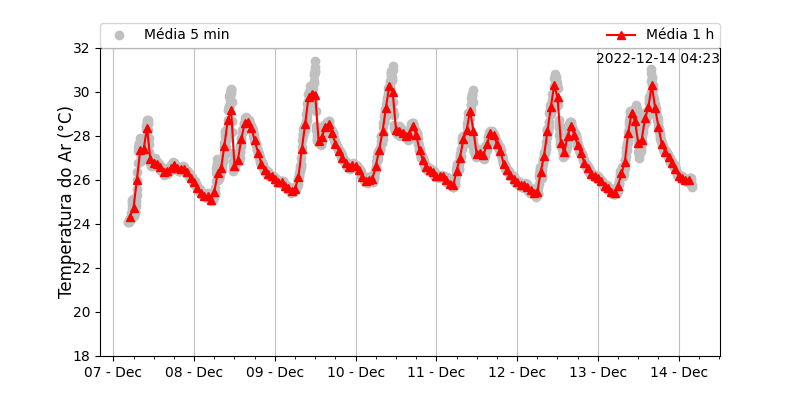 Média 5 min
Média 1 h
2022-12-14 04:23
Temperatura do Ar (°C)
32
30
28
26
24
22
20
18
07 - Dec
08 - Dec
09 - Dec
10 - Dec
11 - Dec
12 - Dec
13 - Dec
14 - Dec